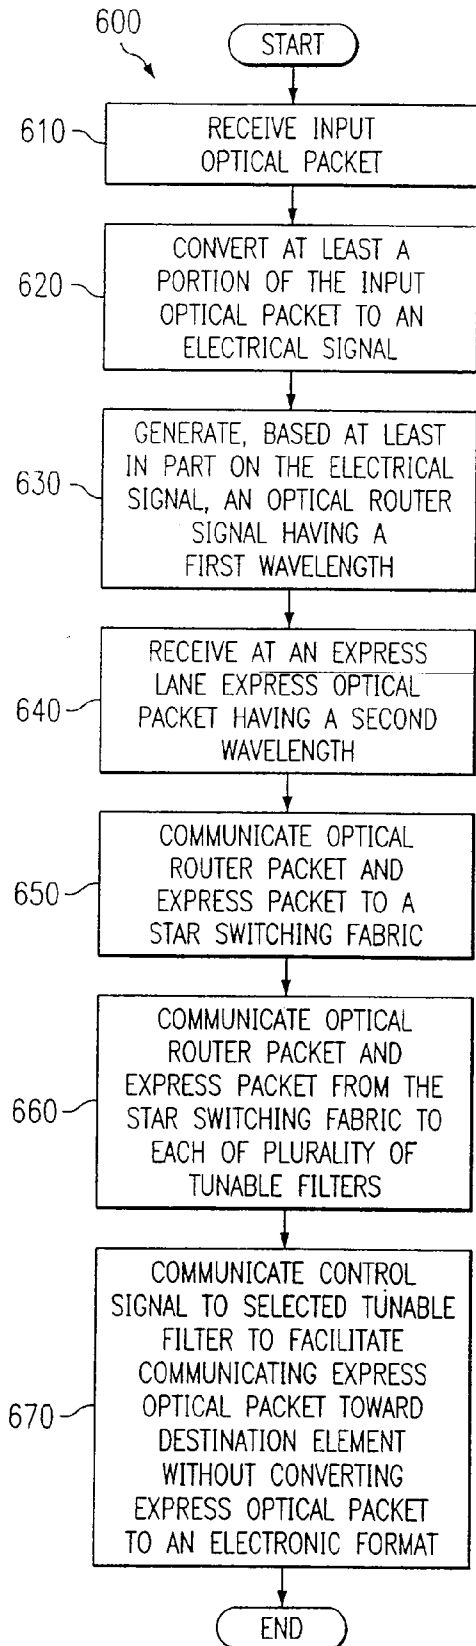 600
START
610
RECEIVE INPUT
OPTICAL PACKET
620
CONVERT AT LEAST A
PORTION OF THE INPUT
OPTICAL PACKET TO AN
ELECTRICAL SIGNAL
630
GENERATE, BASED AT LEAST
IN PART ON THE ELECTRICAL
SIGNAL, AN OPTICAL ROUTER
SIGNAL HAVING A
FIRST WAVELENGTH
640
RECEIVE AT AN EXPRESS
LANE EXPRESS OPTICAL
PACKET HAVING A SECOND
WAVELENGTH
650
COMMUNICATE OPTICAL
ROUTER PACKET AND
EXPRESS PACKET TO A
STAR SWITCHING FABRIC
660
COMMUNICATE OPTICAL
ROUTER PACKET AND
EXPRESS PACKET FROM THE
STAR SWITCHING FABRIC TO
EACH OF PLURALITY OF
TUNABLE FILTERS
670
COMMUNICATE CONTROL
SIGNAL TO SELECTED TUNABLE
FILTER TO FACILITATE
COMMUNICATING EXPRESS
OPTICAL PACKET TOWARD
DESTINATION ELEMENT
WITHOUT CONVERTING
EXPRESS OPTICAL PACKET
TO AN ELECTRONIC FORMAT
END